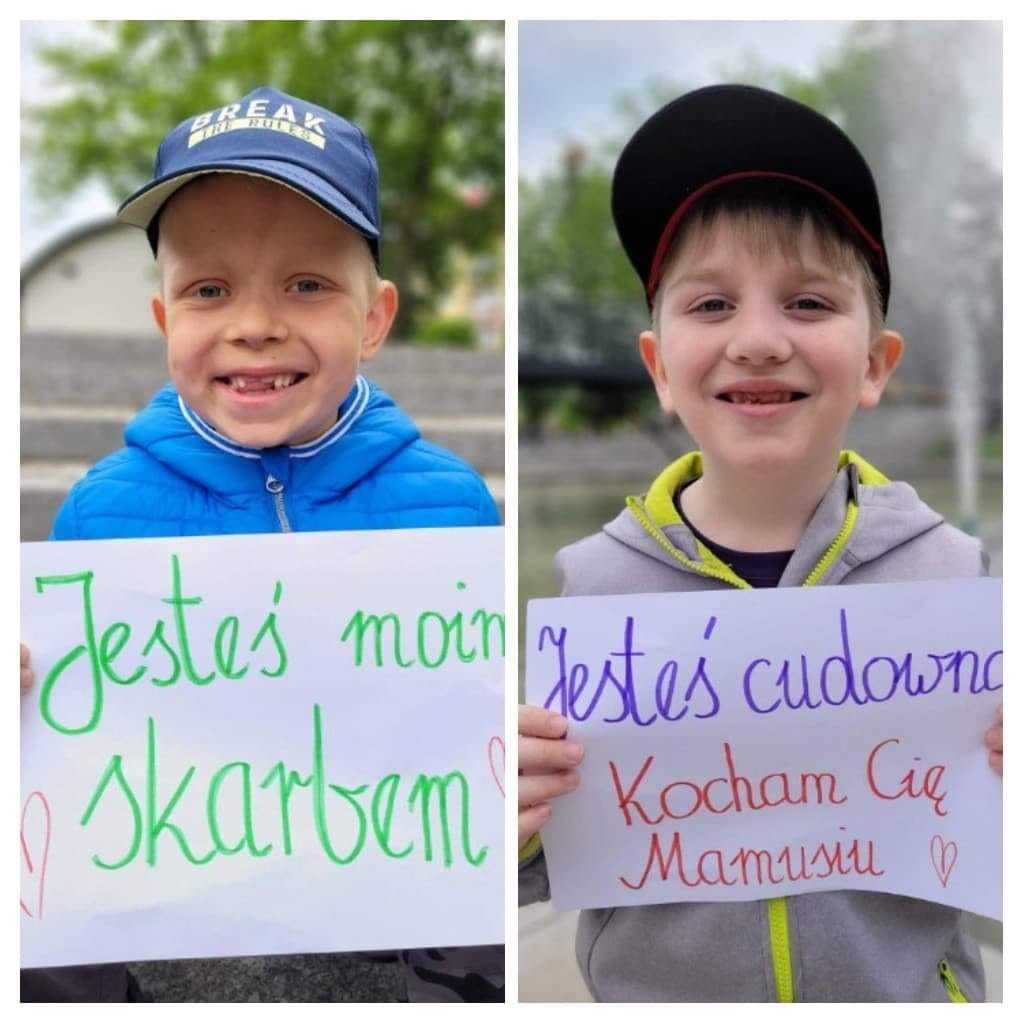 BREAK
THE RULES
Jesteś moim
skarbem
Jesteś cudowna
Kocham Cię
Mamusiu